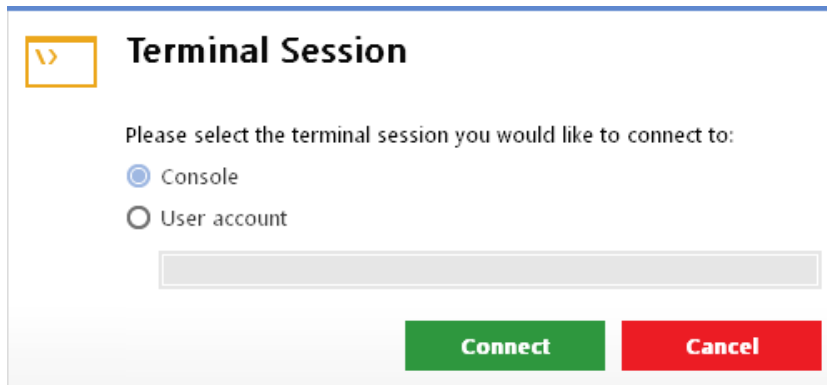 \>
Terminal Session
Please select the terminal session you would like to connect to:
Console
User account
Connect Cancel